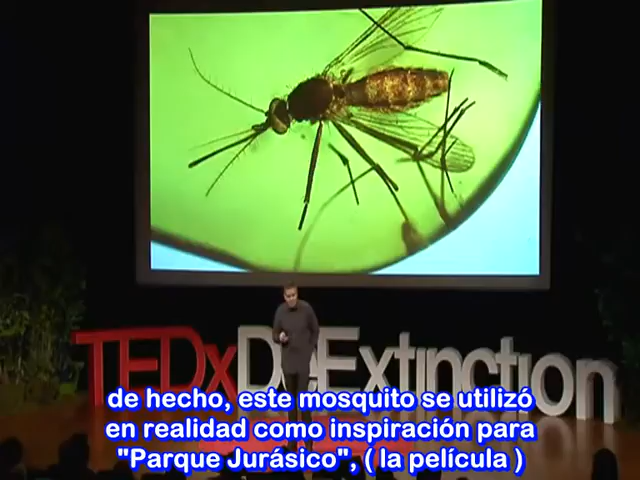 TEDxDeExtinction
de hecho, este mosquito se utilizó
en realidad como inspiración para
"Parque Jurásico", ( la película )